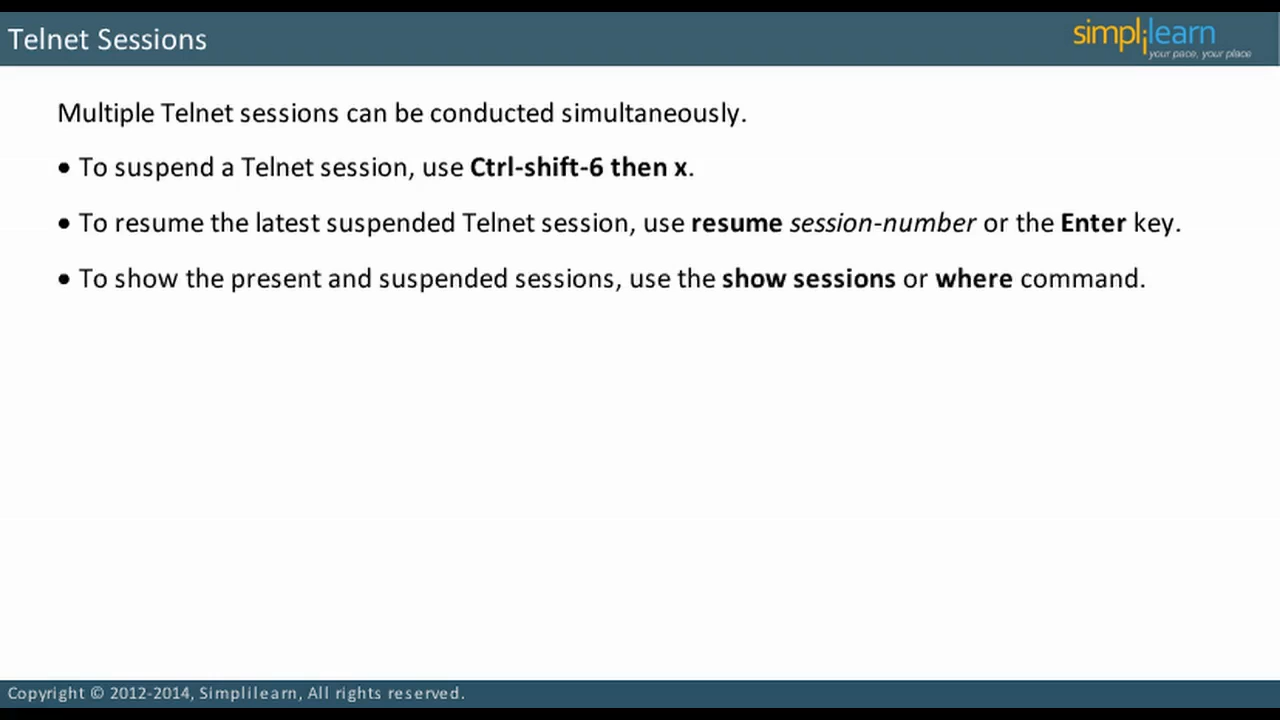 Telnet Sessions
simplilearn
your pace, your place
Multiple Telnet sessions can be conducted simultaneously.
• To suspend a Telnet session, use Ctrl-shift-6 then x.
• To resume the latest suspended Telnet session, use resume session-number or the Enter key.
• To show the present and suspended sessions, use the show sessions or where command.
Copyright © 2012-2014, Simplilearn, All rights reserved.